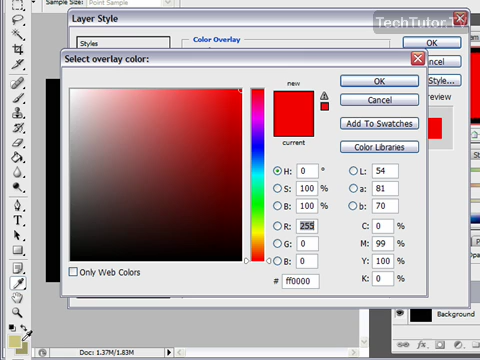 Sample Size: Point Sample
TechTutor.TV
Layer Style
Styles
Color Overlay
OK
Cancel
Style...
Preview
Select overlay color:
new
current
OK
Cancel
Add To Swatches
Color Libraries
H: 0 °
S: 100 %
B: 100 %
R: 255
G: 0
B: 0
# ff0000
L: 54
a: 81
b: 70
C: 0 %
M: 99 %
Y: 100 %
K: 0 %
Only Web Colors
Background
fx
Doc: 1.37M/1.83M